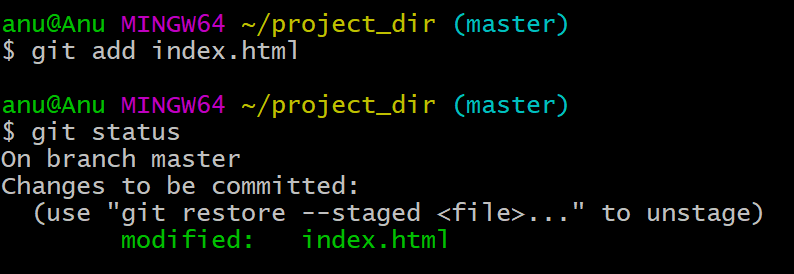 anu@Anu MINGW64 ~/project_dir (master)
$ git add index.html
anu@Anu MINGW64 ~/project_dir (master)
$ git status
On branch master
Changes to be committed:
  (use "git restore --staged <file>..." to unstage)
        modified:   index.html